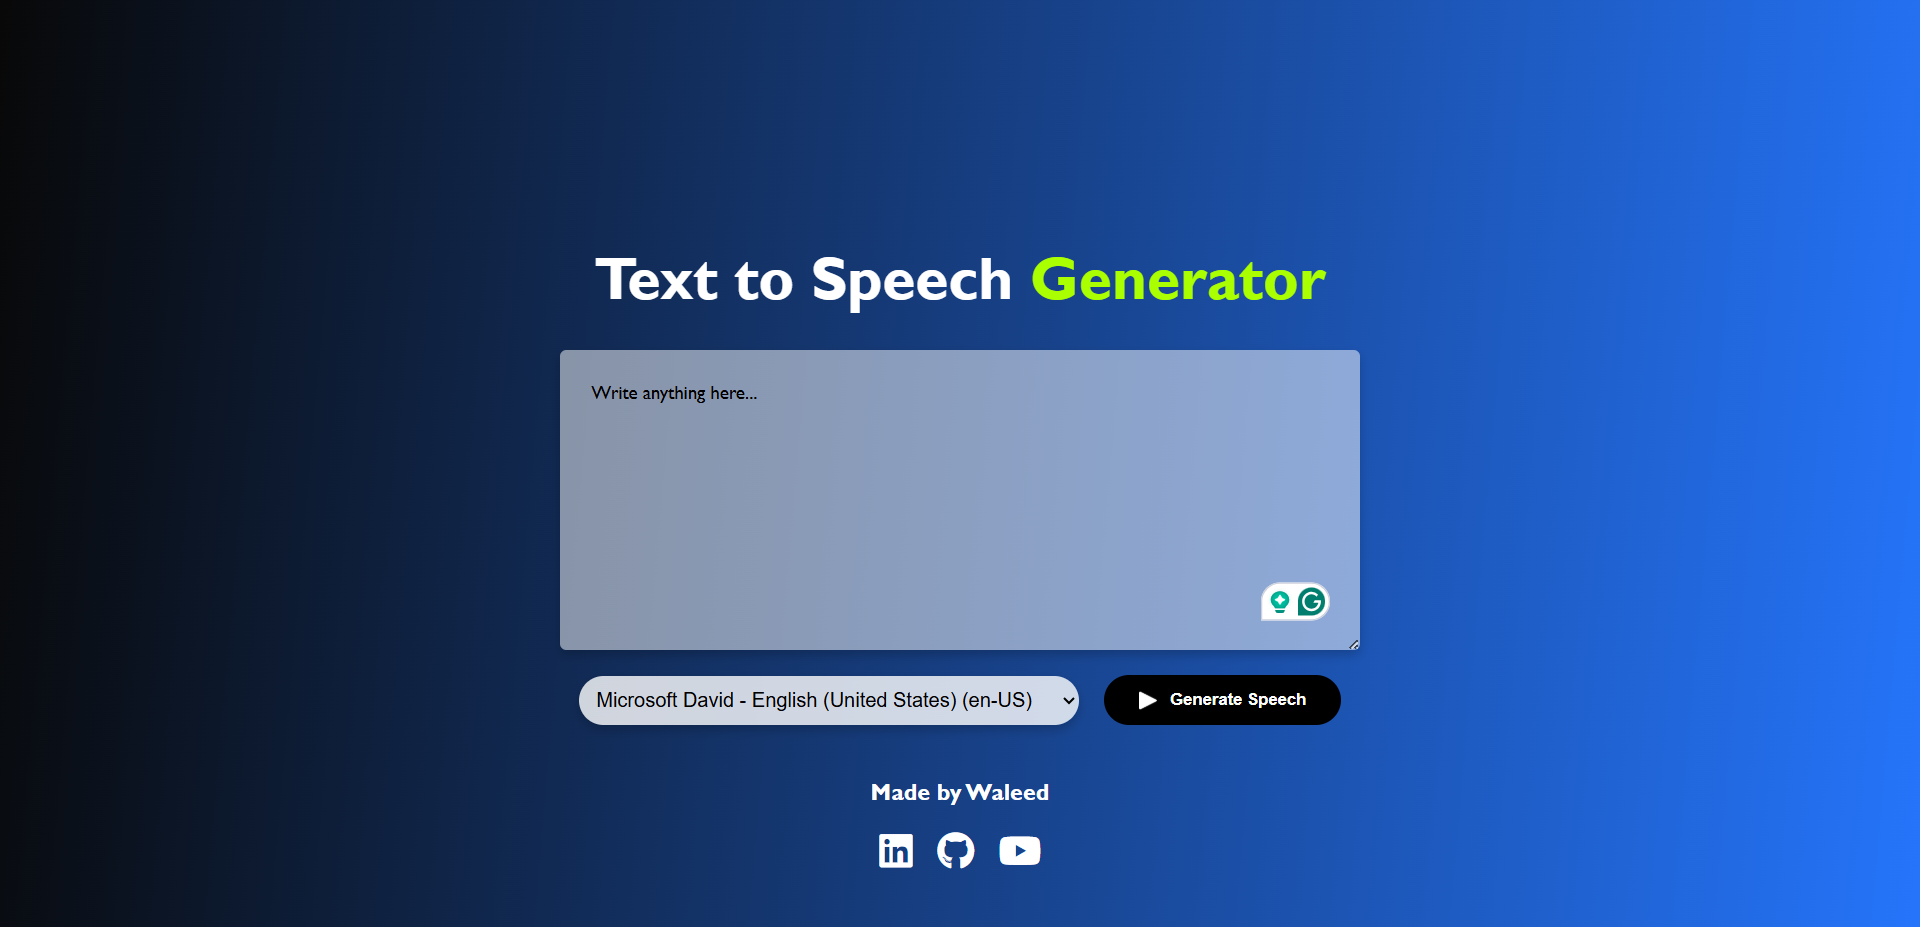 Text to Speech Generator
Write anything here...
Microsoft David - English (United States) (en-US)
Generate Speech
Made by Waleed